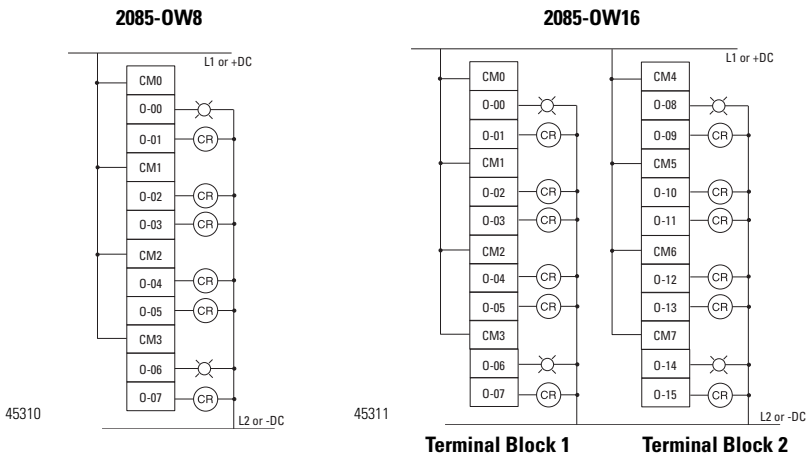 2085-OW8
L1 or +DC
CM0
O-00
O-01
CR
CM1
O-02
CR
O-03
CR
CM2
O-04
CR
O-05
CR
CM3
O-06
O-07
CR
L2 or -DC
45310
2085-OW16
L1 or +DC
CM0
O-00
O-01
CR
CM1
O-02
CR
O-03
CR
CM2
O-04
CR
O-05
CR
CM3
O-06
O-07
CR
CM4
O-08
O-09
CR
CM5
O-10
CR
O-11
CR
CM6
O-12
CR
O-13
CR
CM7
O-14
O-15
CR
L2 or -DC
45311
Terminal Block 1
Terminal Block 2